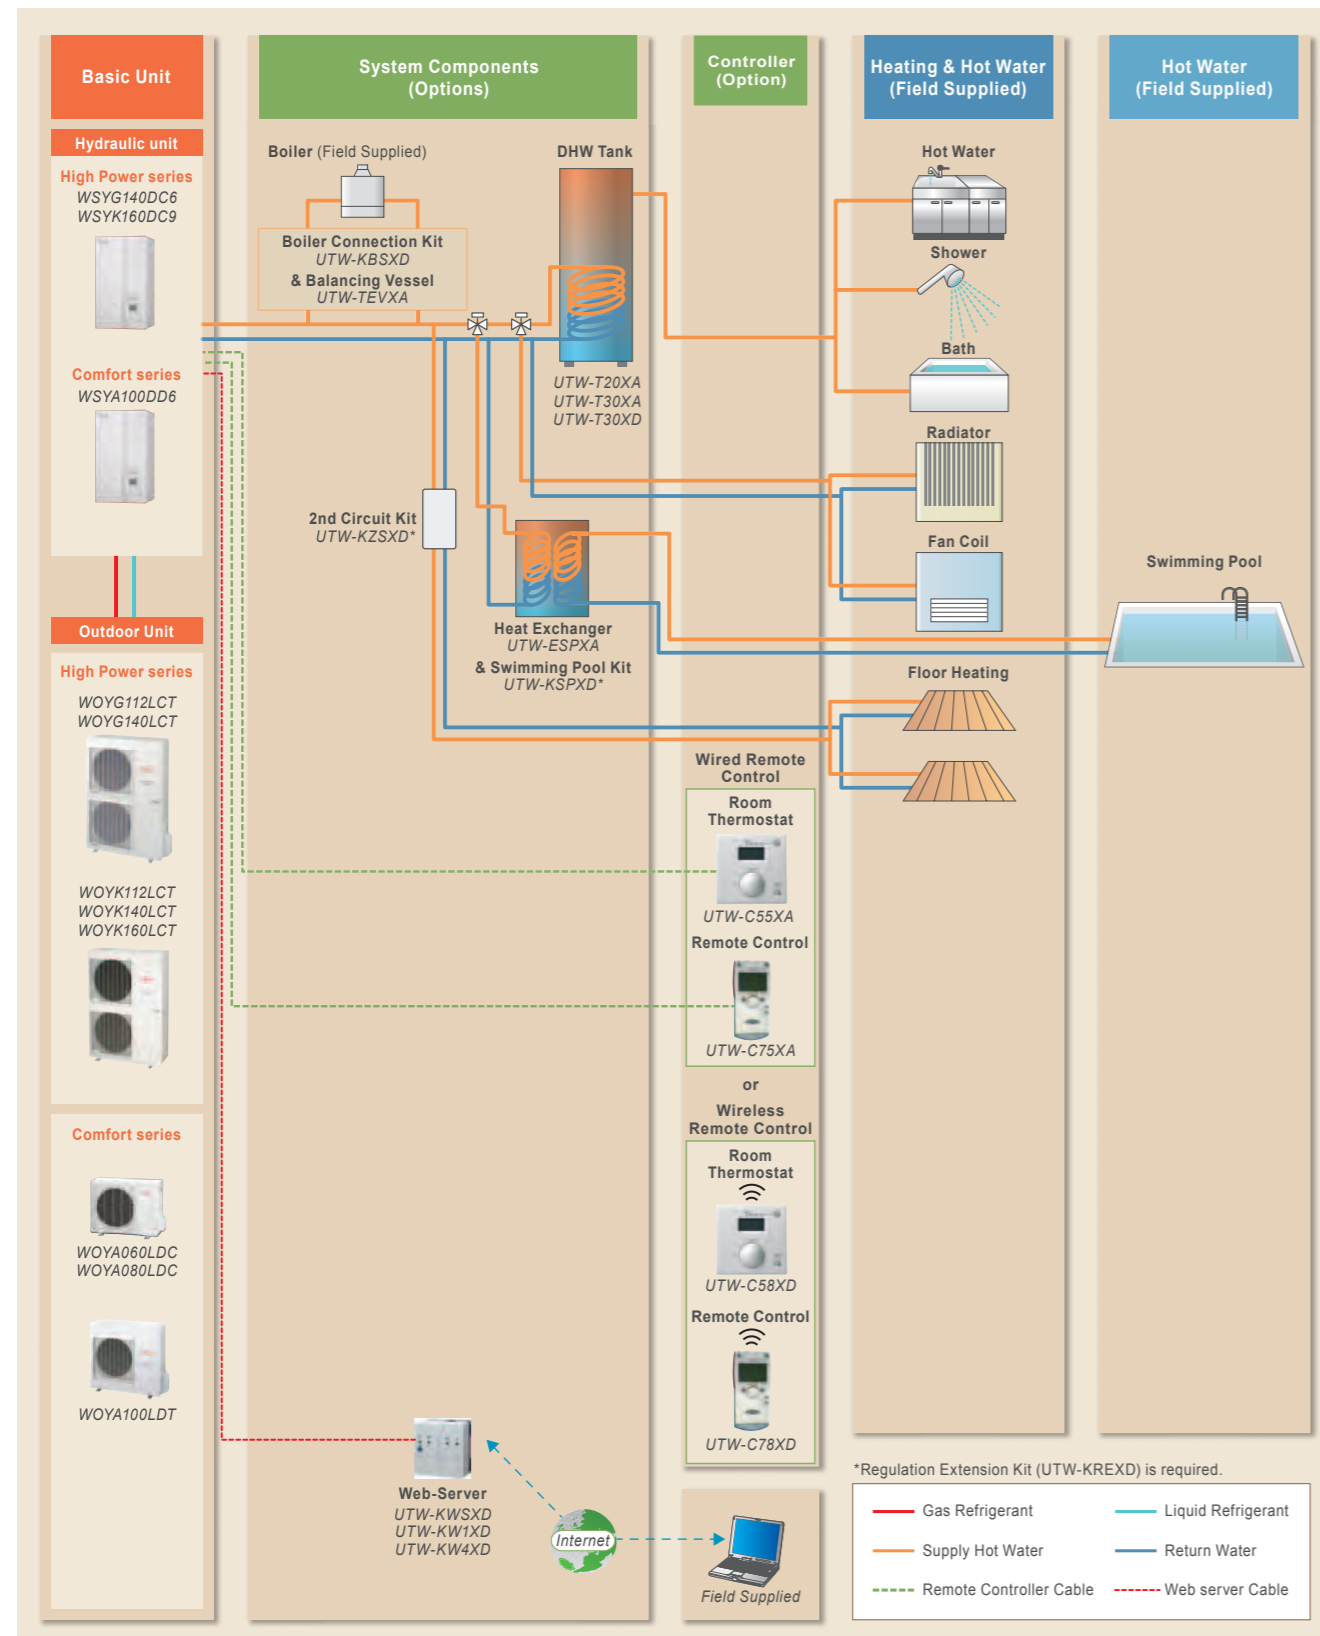 Basic Unit
Hydraulic unit
High Power series
WSYG140DC6
WSYK160DC9
Comfort series
WSYA100DD6
Outdoor Unit
High Power series
WOYG112LCT
WOYG140LCT
WOYK112LCT
WOYK140LCT
WOYK160LCT
Comfort series
WOYA060LDC
WOYA080LDC
WOYA100LDT
System Components
(Options)
Boiler (Field Supplied)
Boiler Connection Kit
UTW-KBSXD
& Balancing Vessel
UTW-TEVXA
DHW Tank
UTW-T20XA
UTW-T30XA
UTW-T30XD
2nd Circuit Kit
UTW-KZSXD*
Heat Exchanger
UTW-ESPXA
& Swimming Pool Kit
UTW-KSPXD*
Web-Server
UTW-KWSXD
UTW-KW1XD
UTW-KW4XD
Internet
Controller
(Option)
Wired Remote
Control
Room
Thermostat
UTW-C55XA
Remote Control
UTW-C75XA
or
Wireless
Remote Control
Room
Thermostat
UTW-C58XD
Remote Control
UTW-C78XD
Field Supplied
Heating & Hot Water
(Field Supplied)
Hot Water
Shower
Bath
Radiator
Fan Coil
Floor Heating
Hot Water
(Field Supplied)
Swimming Pool
*Regulation Extension Kit (UTW-KREXD) is required.
Gas Refrigerant
Liquid Refrigerant
Supply Hot Water
Return Water
Remote Controller Cable
Web server Cable